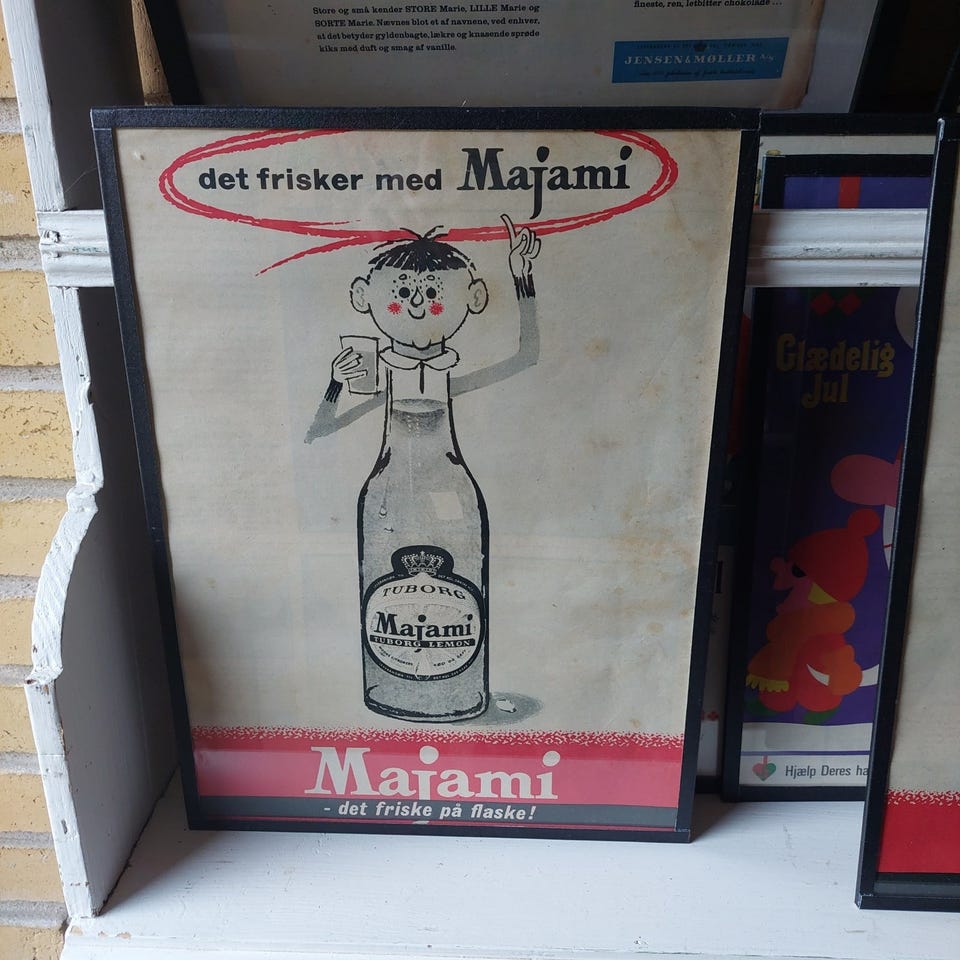 Store og små kender STORE Marie, LILLE Marie og
SORTE Marie. Nævnes blot et af navnene, ved enhver,
at det betyder gyldenbagte, lækre og knasende sprøde
kiks med duft og smag af vanille.
fineste, ren, letbitter chokolade ...
JENSEN & MØLLER A/S
det frisker med Majami
TUBORG
Majami
TUBORG LEMON
Majami
- det friske på flaske!
Glædelig
Jul
Hjælp Deres